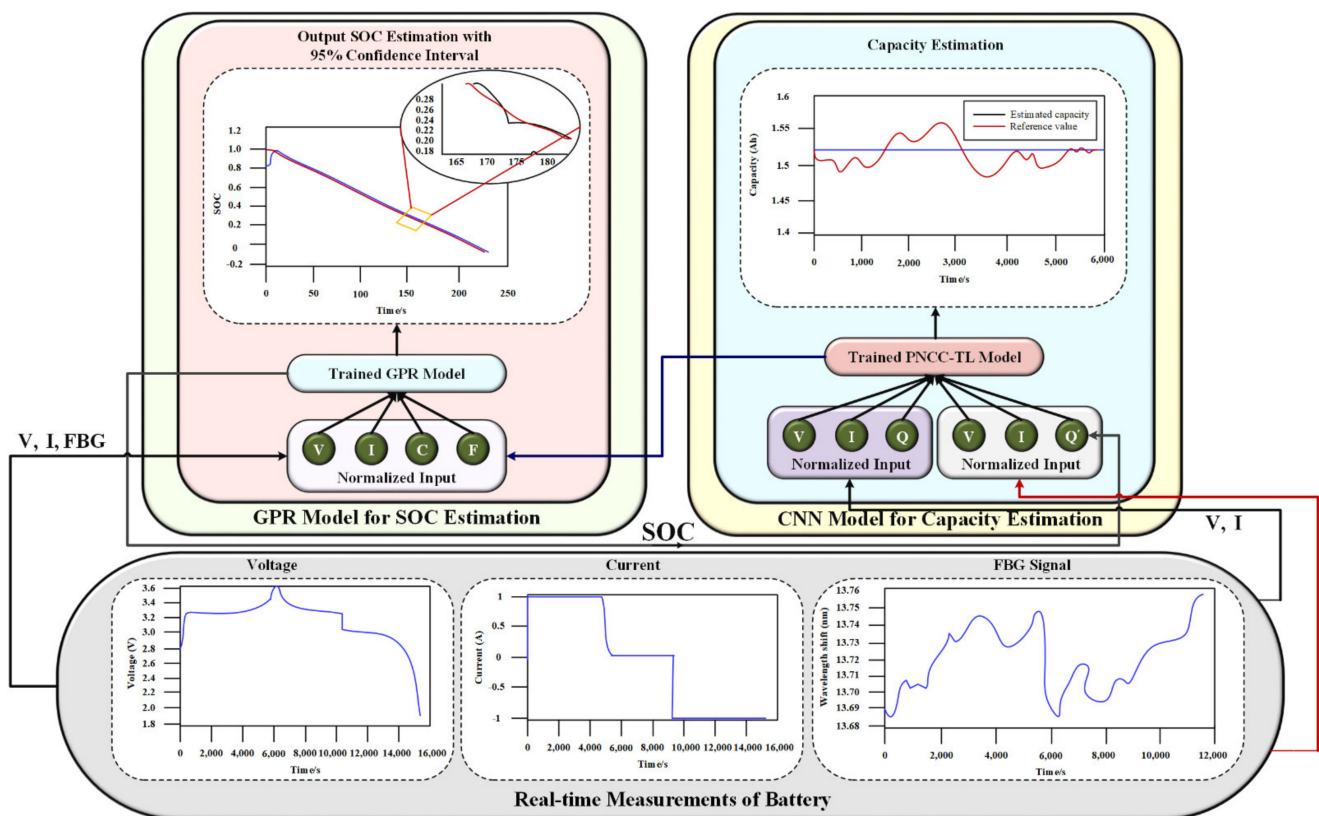 Output SOC Estimation with
95% Confidence Interval
1.2
1.0
0.8
0.6
0.4
0.2
0
-0.2
SOC
0
50
100
150
200
250
Time/s
0.28
0.26
0.24
0.22
0.20
0.18
165
170
175
180
Trained GPR Model
V
I
C
F
Normalized Input
GPR Model for SOC Estimation
Capacity Estimation
1.6
1.55
1.5
1.45
1.4
Capacity (Ah)
Estimated capacity
Reference value
0
1,000
2,000
3,000
4,000
5,000
6,000
Time/s
Trained PNCC-TL Model
V
I
Q
Normalized Input
V
I
Q'
Normalized Input
CNN Model for Capacity Estimation
V, I, FBG
SOC
V, I
Voltage
3.6
3.4
3.2
3.0
2.8
2.6
2.4
2.2
2.0
1.8
Voltage (V)
0
2,000
4,000
6,000
8,000
10,000
12,000
14,000
16,000
Time/s
Current
1
0.5
0
-0.5
-1
Current (A)
0
2,000
4,000
6,000
8,000
10,000
12,000
14,000
16,000
Time/s
FBG Signal
13.76
13.75
13.74
13.73
13.72
13.71
13.70
13.69
13.68
Wavelength shift (nm)
0
2,000
4,000
6,000
8,000
10,000
12,000
Time/s
Real-time Measurements of Battery